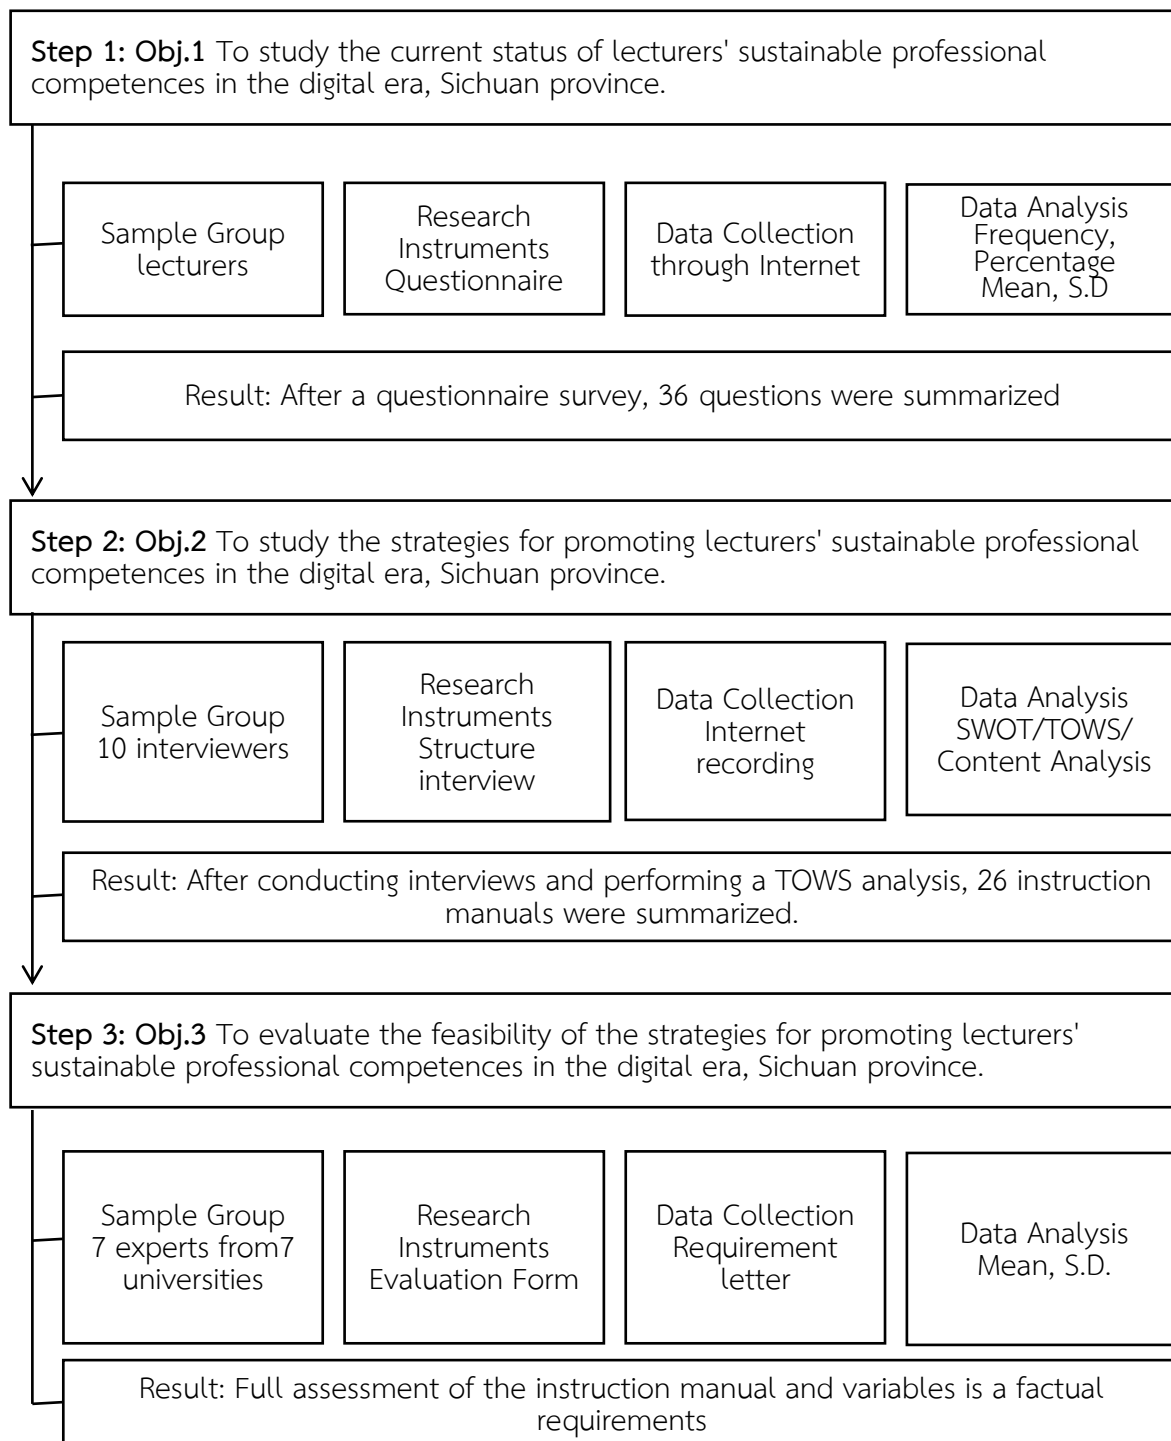 Step 1: Obj.1 To study the current status of lecturers' sustainable professional
competences in the digital era, Sichuan province.
Sample Group
lecturers
Research
Instruments
Questionnaire
Data Collection
through Internet
Data Analysis
Frequency,
Percentage
Mean, S.D
Result: After a questionnaire survey, 36 questions were summarized
Step 2: Obj.2 To study the strategies for promoting lecturers' sustainable professional
competences in the digital era, Sichuan province.
Sample Group
10 interviewers
Research
Instruments
Structure
interview
Data Collection
Internet
recording
Data Analysis
SWOT/TOWS/
Content Analysis
Result: After conducting interviews and performing a TOWS analysis, 26 instruction
manuals were summarized.
Step 3: Obj.3 To evaluate the feasibility of the strategies for promoting lecturers'
sustainable professional competences in the digital era, Sichuan province.
Sample Group
7 experts from7
universities
Research
Instruments
Evaluation Form
Data Collection
Requirement
letter
Data Analysis
Mean, S.D.
Result: Full assessment of the instruction manual and variables is a factual
requirements